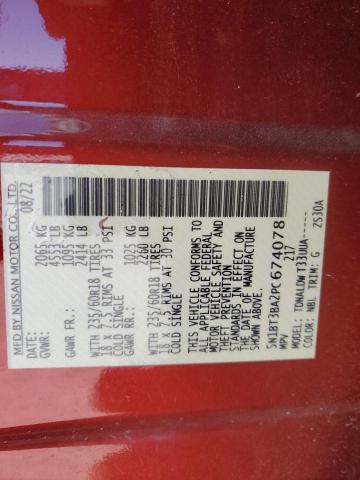 MFD BY NISSAN MOTOR CO., LTD.
DATE: 08/22
GVWR: 2065 KG
4553 LB
GAWR FR: 1095 KG
2414 LB
WITH 235/60R18 TIRES
18 X 7.5 RIMS AT 33 PSI
COLD SINGLE
GAWR RR: 1025 KG
2260 LB
WITH 235/60R18 TIRES
18 X 7.5 RIMS AT 30 PSI
COLD SINGLE
THIS VEHICLE CONFORMS TO
ALL APPLICABLE FEDERAL
MOTOR VEHICLE SAFETY AND
THEFT PREVENTION
STANDARDS IN EFFECT ON
THE DATE OF MANUFACTURE
SHOWN ABOVE.
5N1BT3BA2PC674078
MPV 217
MODEL:
COLOR: NBL TRIM: G ZS30A